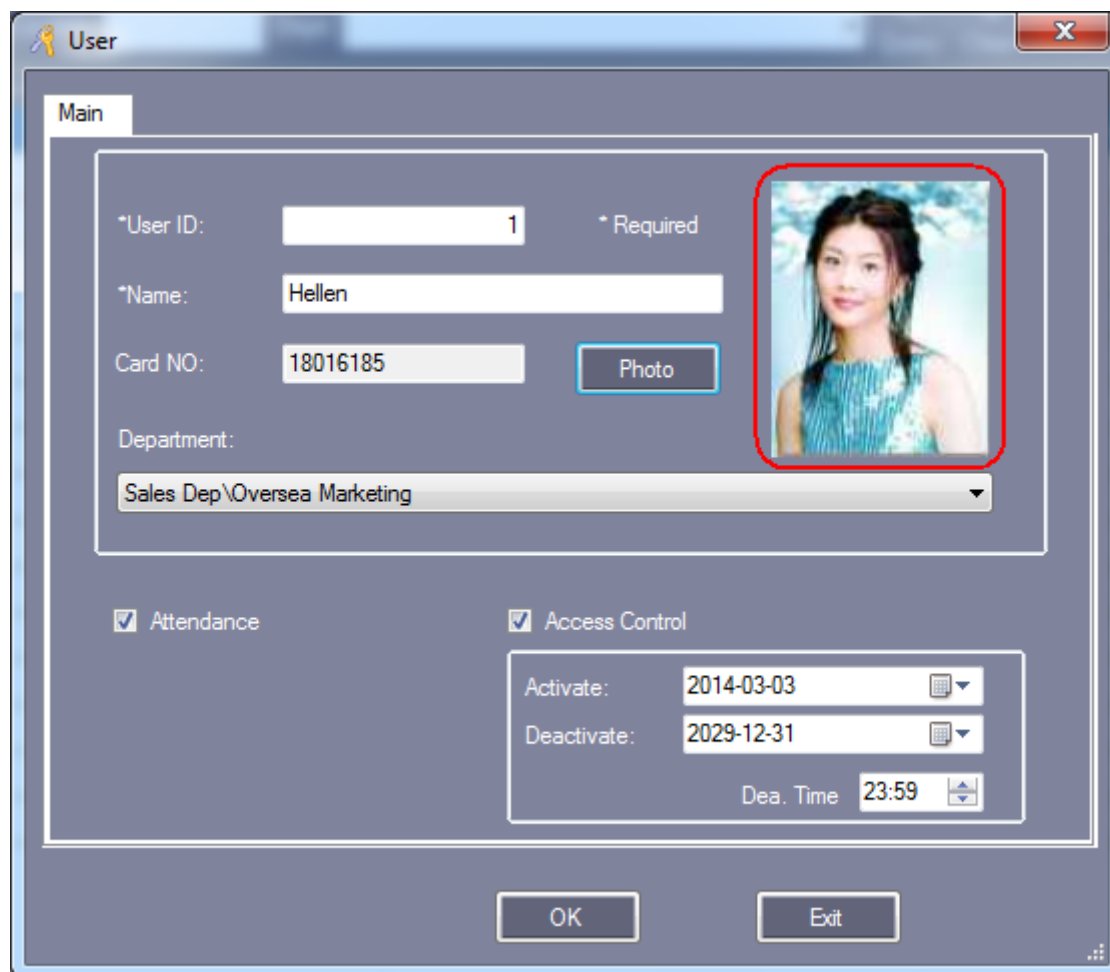 User
Main
*User ID: 1 * Required
*Name: Hellen
Card NO: 18016185 Photo
Department:
Sales Dep\Oversea Marketing
Attendance Access Control
Activate: 2014-03-03
Deactivate: 2029-12-31
Dea. Time 23:59
OK Exit